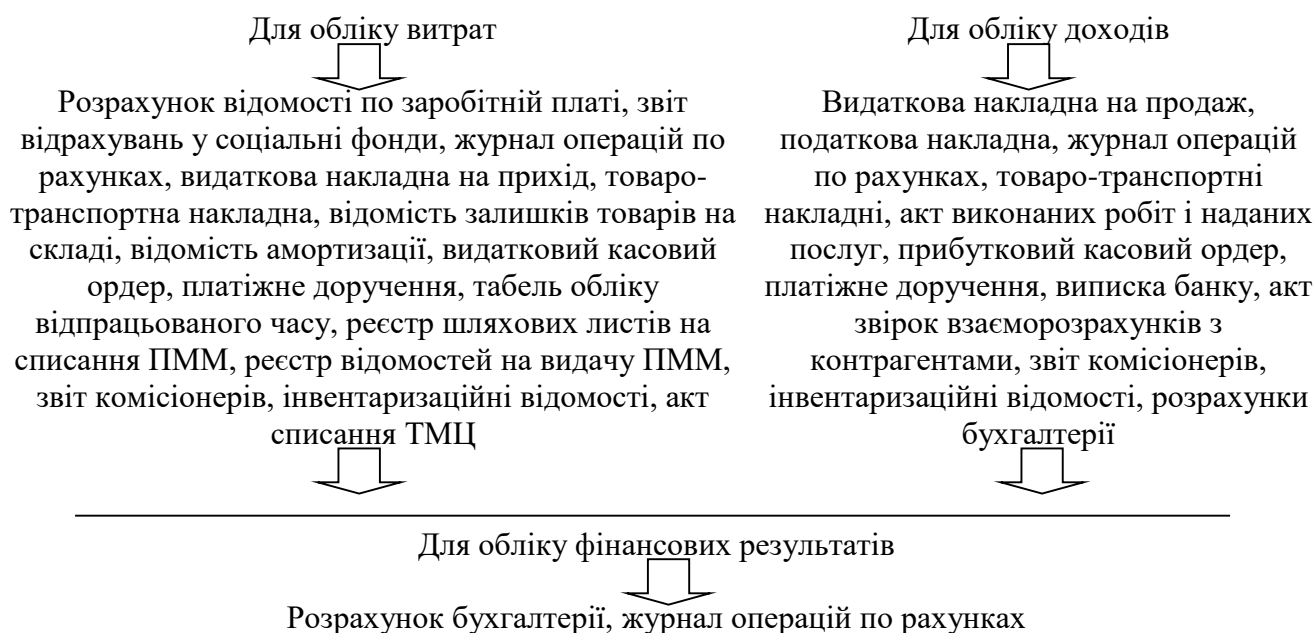 Для обліку витрат
Розрахунок відомості по заробітній платі, звіт
відрахувань у соціальні фонди, журнал операцій по
рахунках, видаткова накладна на прихід, товаро-
транспортна накладна, відомість залишків товарів на
складі, відомість амортизації, видатковий касовий
ордер, платіжне доручення, табель обліку
відпрацьованого часу, реєстр шляхових листів на
списання ПММ, реєстр відомостей на видачу ПММ,
звіт комісіонерів, інвентаризаційні відомості, акт
списання ТМЦ
Для обліку доходів
Видаткова накладна на продаж,
податкова накладна, журнал операцій
по рахунках, товаро-транспортні
накладні, акт виконаних робіт і наданих
послуг, прибутковий касовий ордер,
платіжне доручення, виписка банку, акт
звірок взаєморозрахунків з
контрагентами, звіт комісіонерів,
інвентаризаційні відомості, розрахунки
бухгалтерії
Для обліку фінансових результатів
Розрахунок бухгалтерії, журнал операцій по рахунках